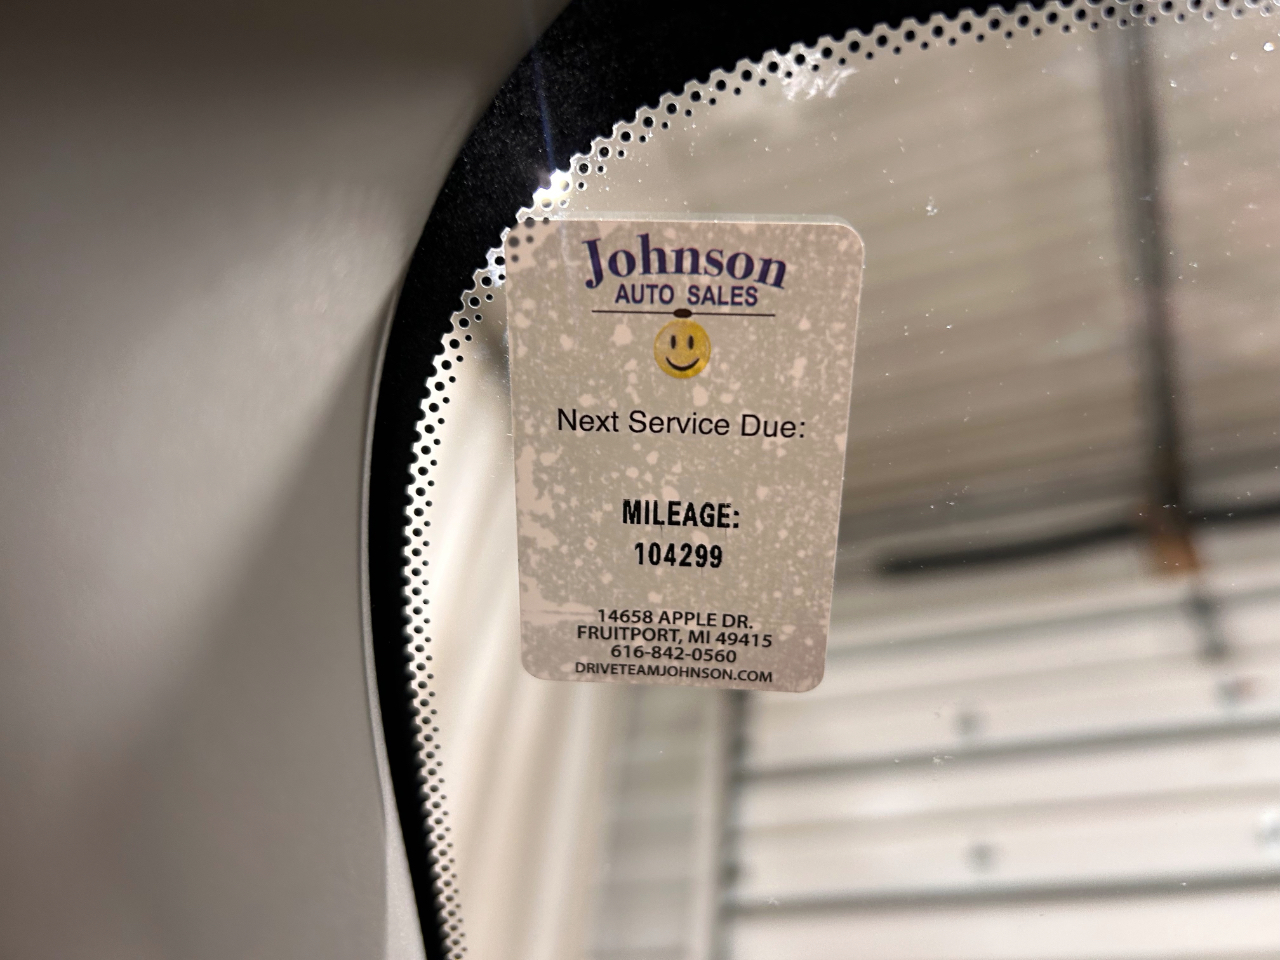 Johnson
AUTO SALES
Next Service Due:
MILEAGE:
104299
14658 APPLE DR.
FRUITPORT, MI 49415
616-842-0560
DRIVETEAMJOHNSON.COM